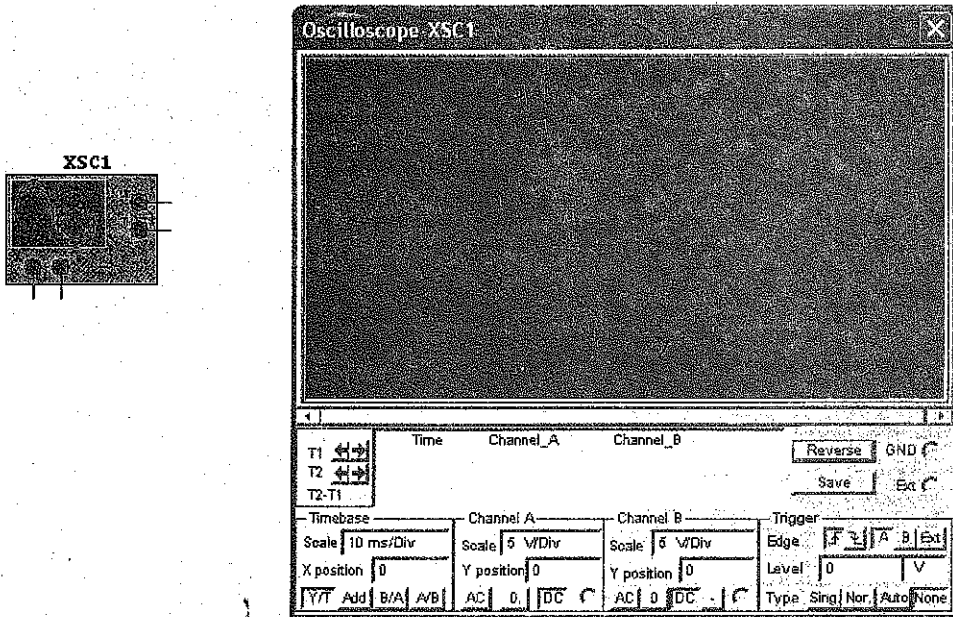 Oscilloscope-XSC1
XSC1
Time Channel_A Channel_B
T1
T2
T2-T1
Reverse GND
Save Ext
Timebase
Scale 10 ms/Div
X position 0
Y/T Add B/A A/B
Channel A
Scale 5 V/Div
Y position 0
AC 0 DC
Channel B
Scale 5 V/Div
Y position 0
AC 0 DC -
Trigger
Edge A B Ext
Level 0 V
Type Sing. Nor. Auto None